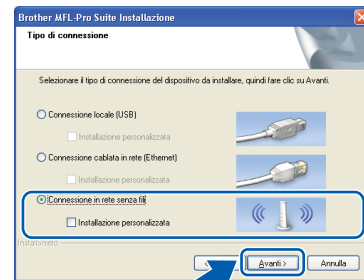 Brother MFL-Pro Suite Installazione
Tipo di connessione
Selezionare il tipo di connessione del dispositivo da installare, quindi fare clic su Avanti.
Connessione locale (USB)
Installazione personalizzata
Connessione cablata in rete (Ethernet)
Installazione personalizzata
Connessione in rete senza fili
Installazione personalizzata
InstallShield
Avanti > Annulla